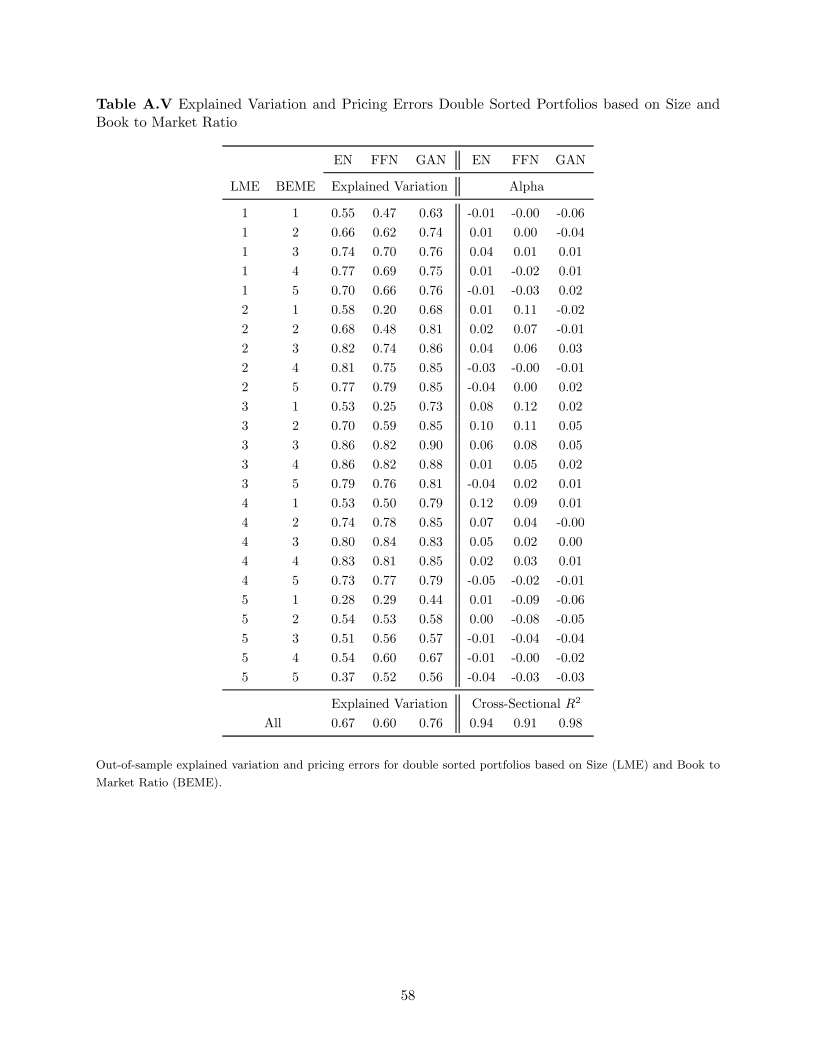 Table A.V Explained Variation and Pricing Errors Double Sorted Portfolios based on Size and
Book to Market Ratio
EN FFN GAN EN FFN GAN
LME BEME Explained Variation Alpha
1 1 0.55 0.47 0.63 -0.01 -0.00 -0.06
1 2 0.66 0.62 0.74 0.01 0.00 -0.04
1 3 0.74 0.70 0.76 0.04 0.01 0.01
1 4 0.77 0.69 0.75 0.01 -0.02 0.01
1 5 0.70 0.66 0.76 -0.01 -0.03 0.02
2 1 0.58 0.20 0.68 0.01 0.11 -0.02
2 2 0.68 0.48 0.81 0.02 0.07 -0.01
2 3 0.82 0.74 0.86 0.04 0.06 0.03
2 4 0.81 0.75 0.85 -0.03 -0.00 -0.01
2 5 0.77 0.79 0.85 -0.04 0.00 0.02
3 1 0.53 0.25 0.73 0.08 0.12 0.02
3 2 0.70 0.59 0.85 0.10 0.11 0.05
3 3 0.86 0.82 0.90 0.06 0.08 0.05
3 4 0.86 0.82 0.88 0.01 0.05 0.02
3 5 0.79 0.76 0.81 -0.04 0.02 0.01
4 1 0.53 0.50 0.79 0.12 0.09 0.01
4 2 0.74 0.78 0.85 0.07 0.04 -0.00
4 3 0.80 0.84 0.83 0.05 0.02 0.00
4 4 0.83 0.81 0.85 0.02 0.03 0.01
4 5 0.73 0.77 0.79 -0.05 -0.02 -0.01
5 1 0.28 0.29 0.44 0.01 -0.09 -0.06
5 2 0.54 0.53 0.58 0.00 -0.08 -0.05
5 3 0.51 0.56 0.57 -0.01 -0.04 -0.04
5 4 0.54 0.60 0.67 -0.01 -0.00 -0.02
5 5 0.37 0.52 0.56 -0.04 -0.03 -0.03
Explained Variation Cross-Sectional R²
All 0.67 0.60 0.76 0.94 0.91 0.98
Out-of-sample explained variation and pricing errors for double sorted portfolios based on Size (LME) and Book to
Market Ratio (BEME).
58